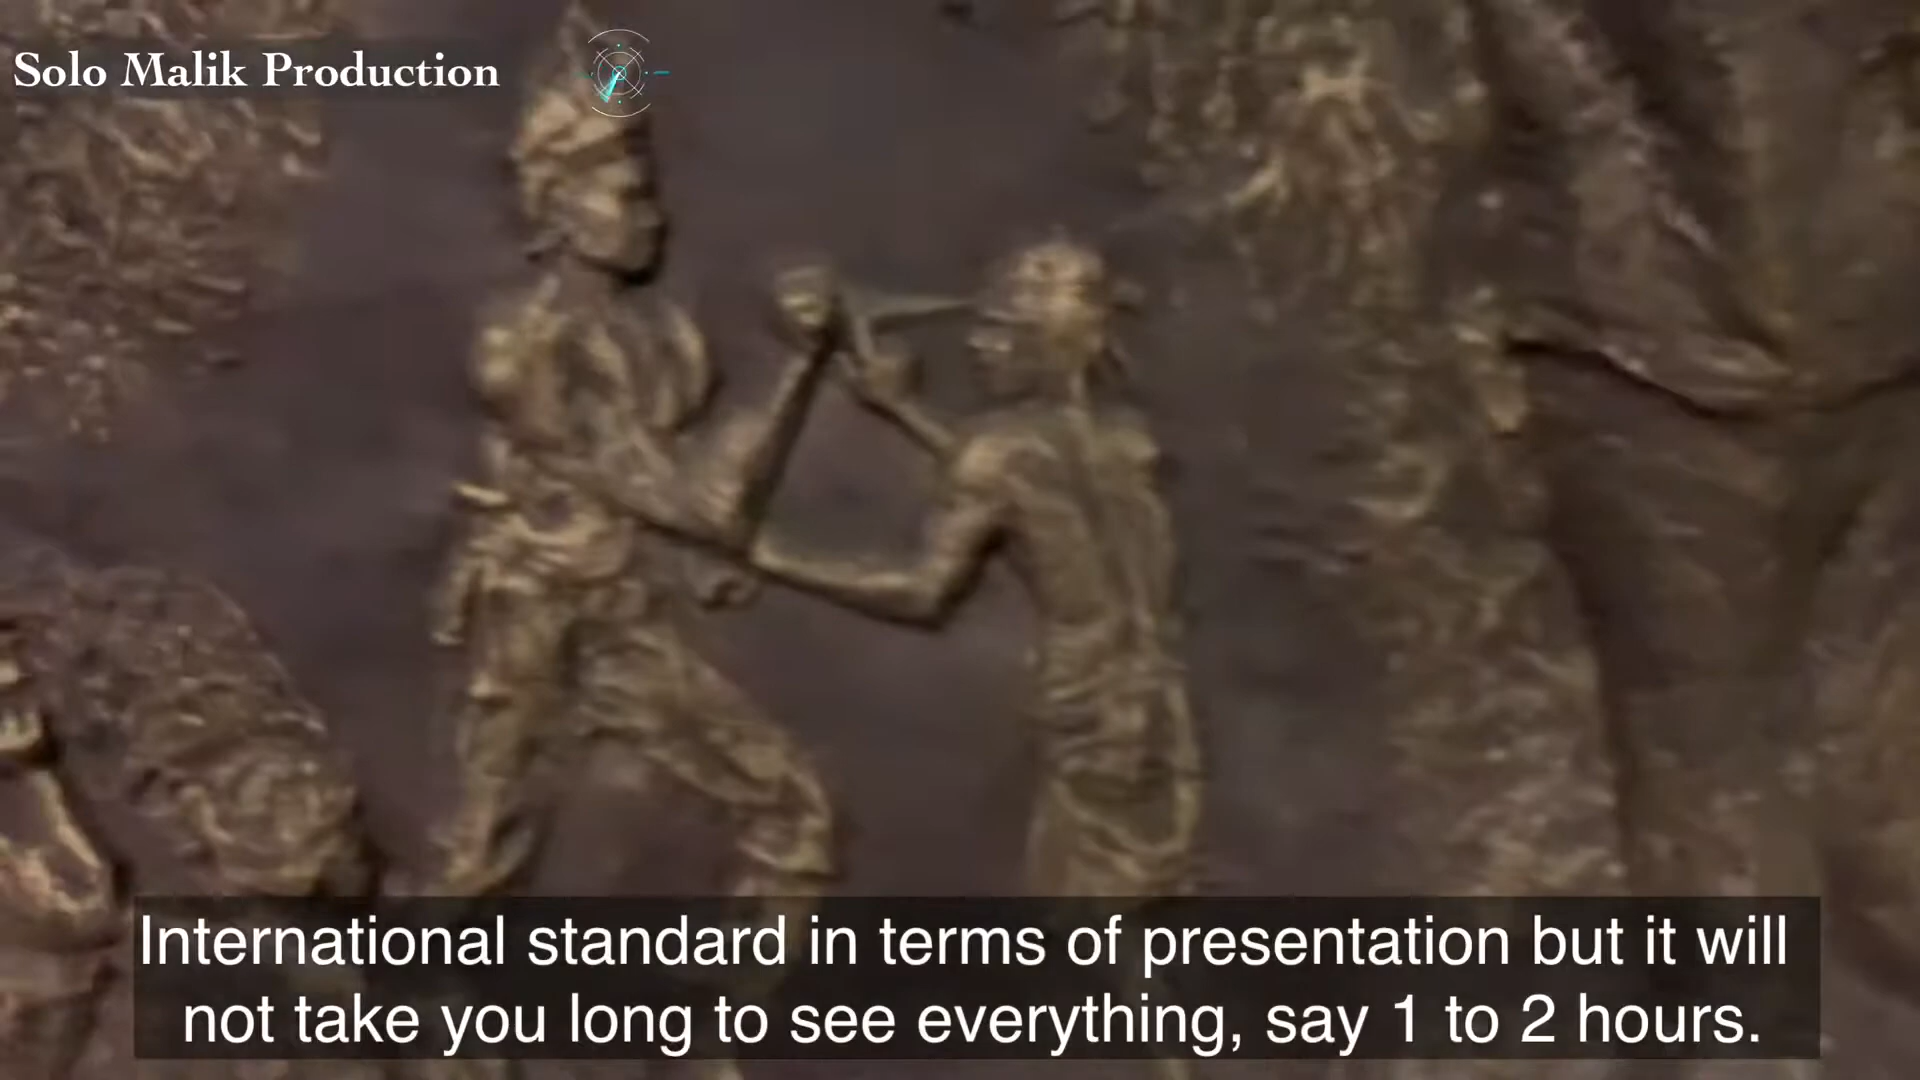 Solo Malik Production
International standard in terms of presentation but it will
not take you long to see everything, say 1 to 2 hours.